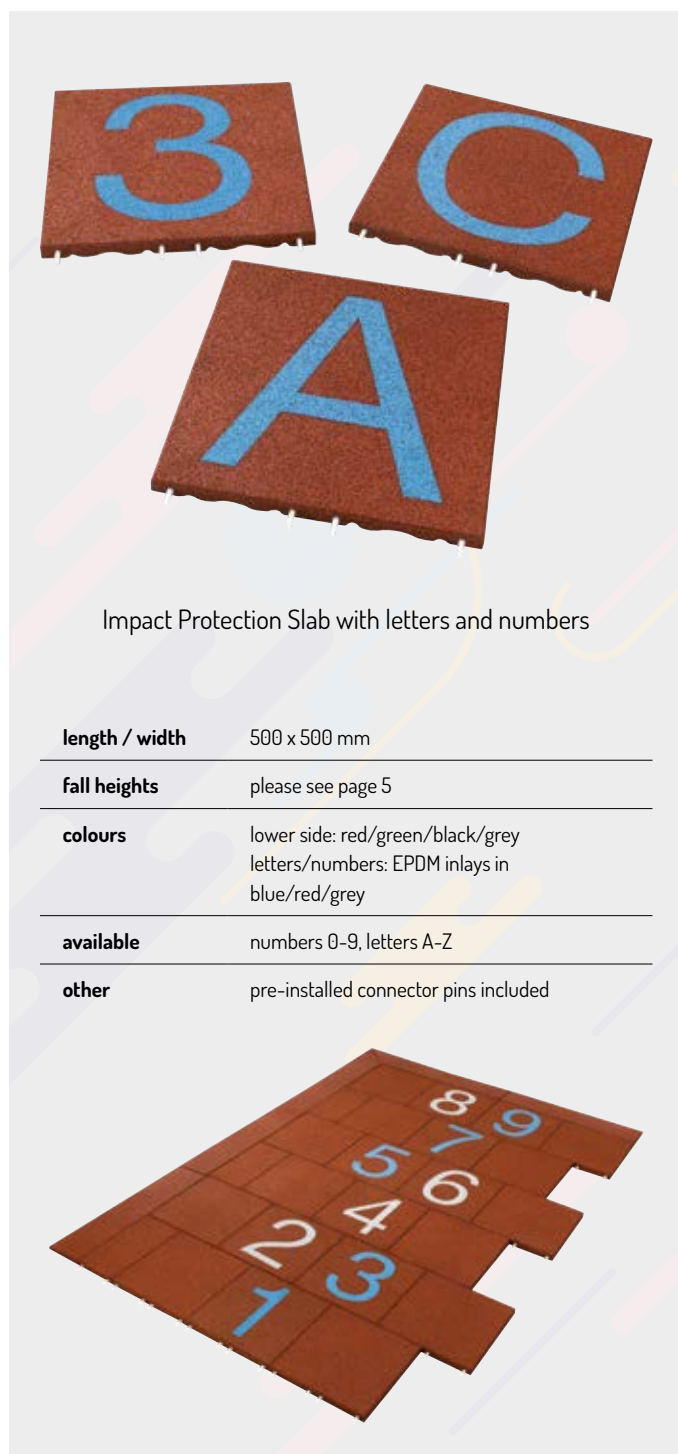 3
C
A
Impact Protection Slab with letters and numbers
length / width 500 x 500 mm
fall heights please see page 5
colours lower side: red/green/black/grey
letters/numbers: EPDM inlays in
blue/red/grey
available numbers 0-9, letters A-Z
other pre-installed connector pins included
8 9
7
5 6
4
2 3
1